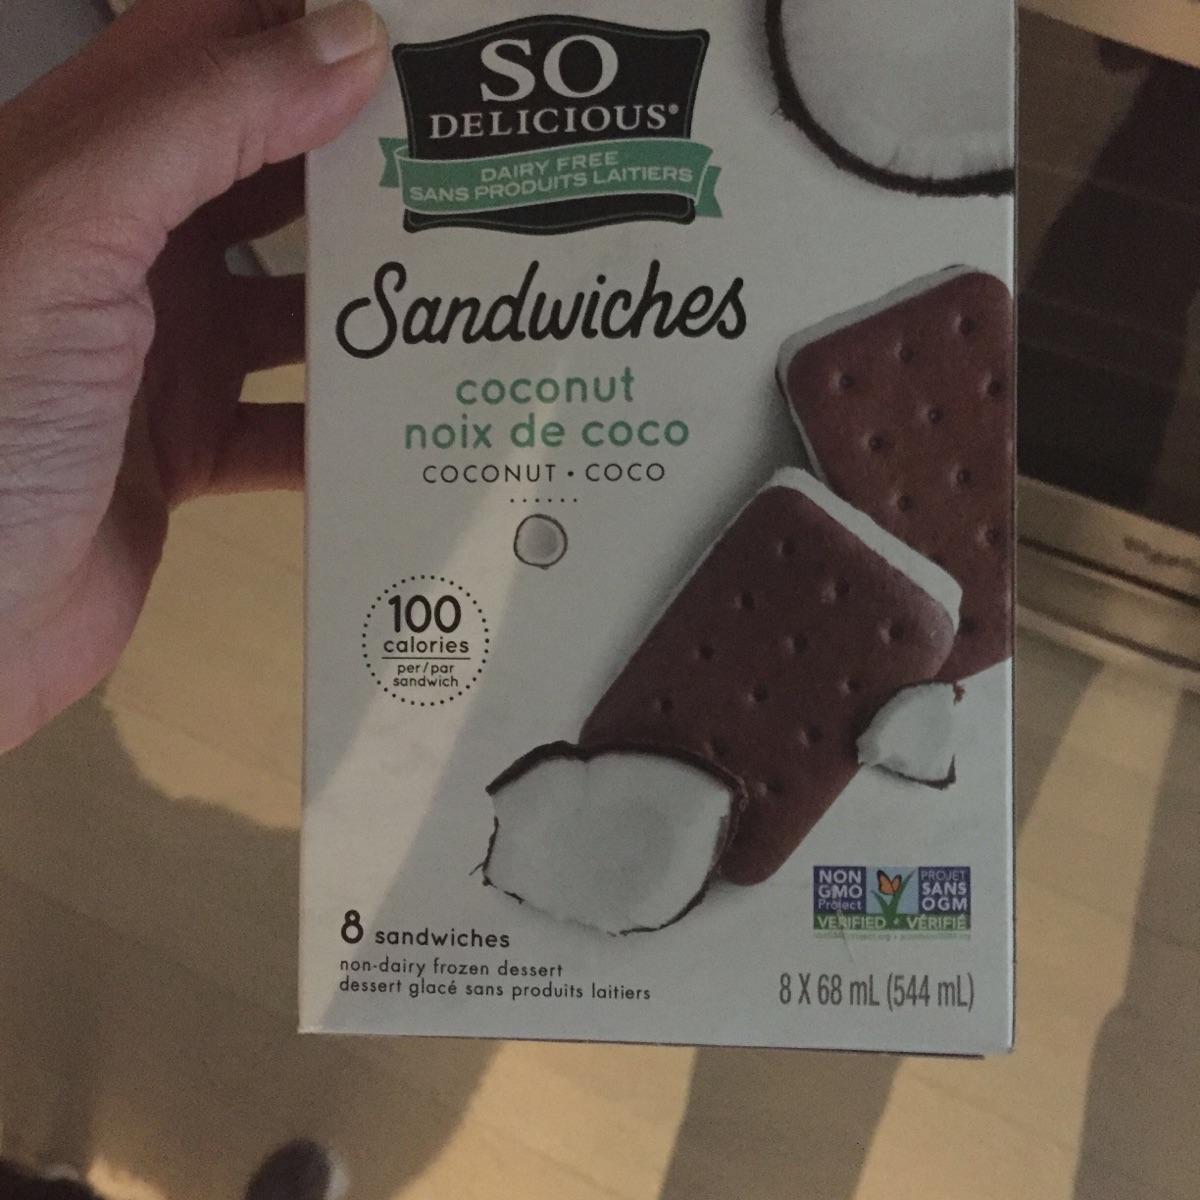 SO
DELICIOUS®
DAIRY FREE
SANS PRODUITS LAITIERS
Sandwiches
coconut
noix de coco
COCONUT • COCO
100
calories
per/par
sandwich
NON
GMO
Project
VERIFIED
PROJET
SANS
OGM
VÉRIFIÉ
8 sandwiches
non-dairy frozen dessert
dessert glacé sans produits laitiers
8 X 68 mL (544 mL)